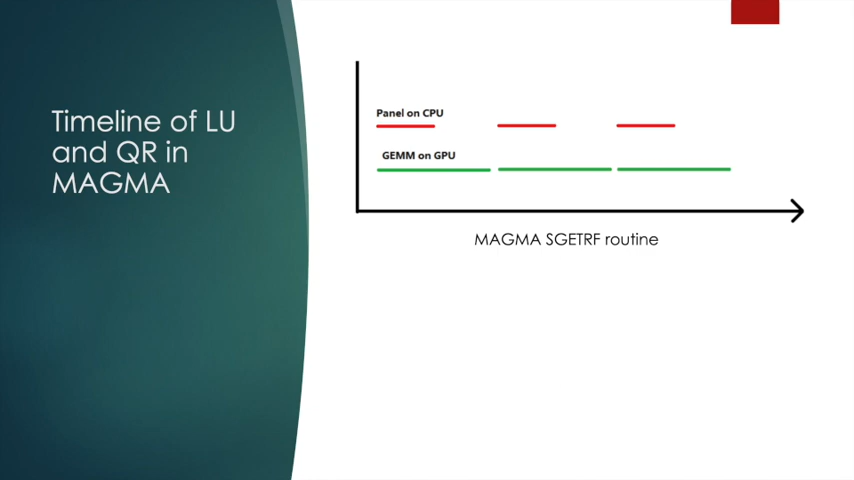 Timeline of LU
and QR in
MAGMA
Panel on CPU
GEMM on GPU
MAGMA SGETRF routine